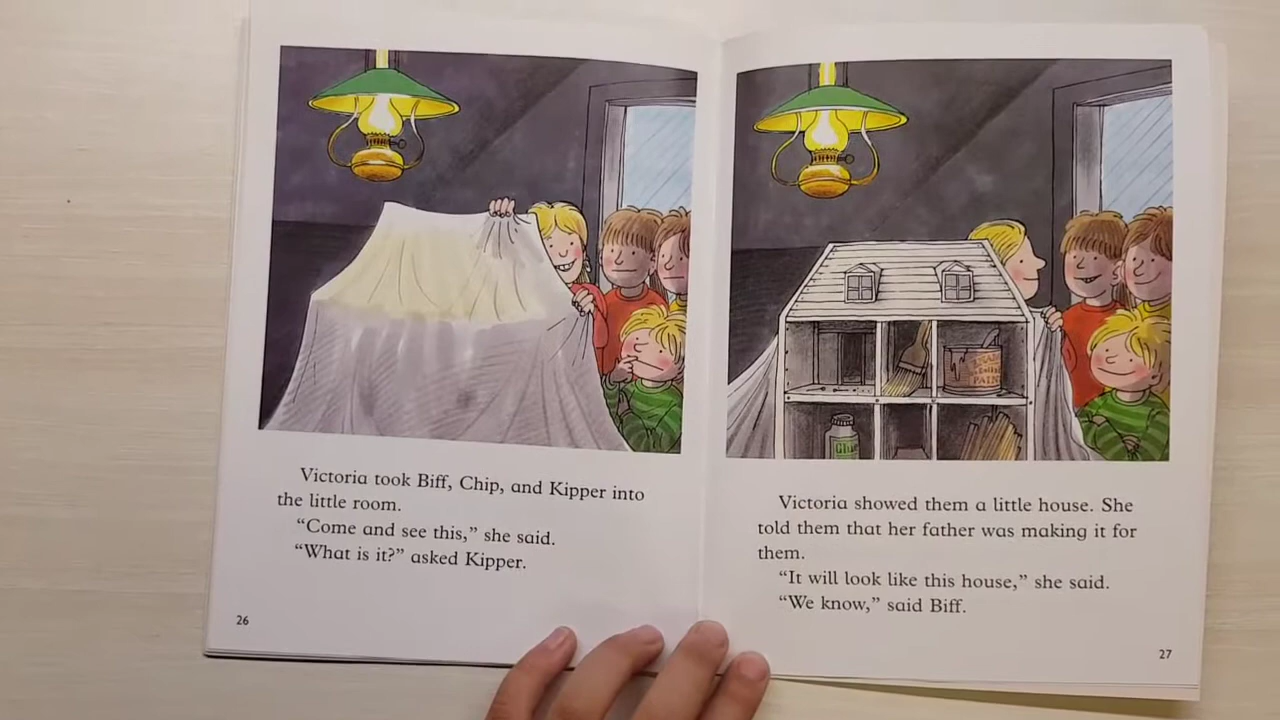 Victoria took Biff, Chip, and Kipper into
the little room.
“Come and see this,” she said.
“What is it?” asked Kipper.
26
PAINT
Glue
Victoria showed them a little house. She
told them that her father was making it for
them.
“It will look like this house,” she said.
“We know,” said Biff.
27